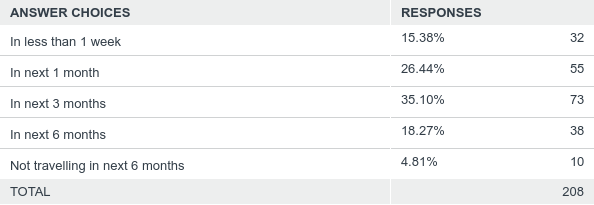 ANSWER CHOICES RESPONSES
In less than 1 week 15.38% 32
In next 1 month 26.44% 55
In next 3 months 35.10% 73
In next 6 months 18.27% 38
Not travelling in next 6 months 4.81% 10
TOTAL 208